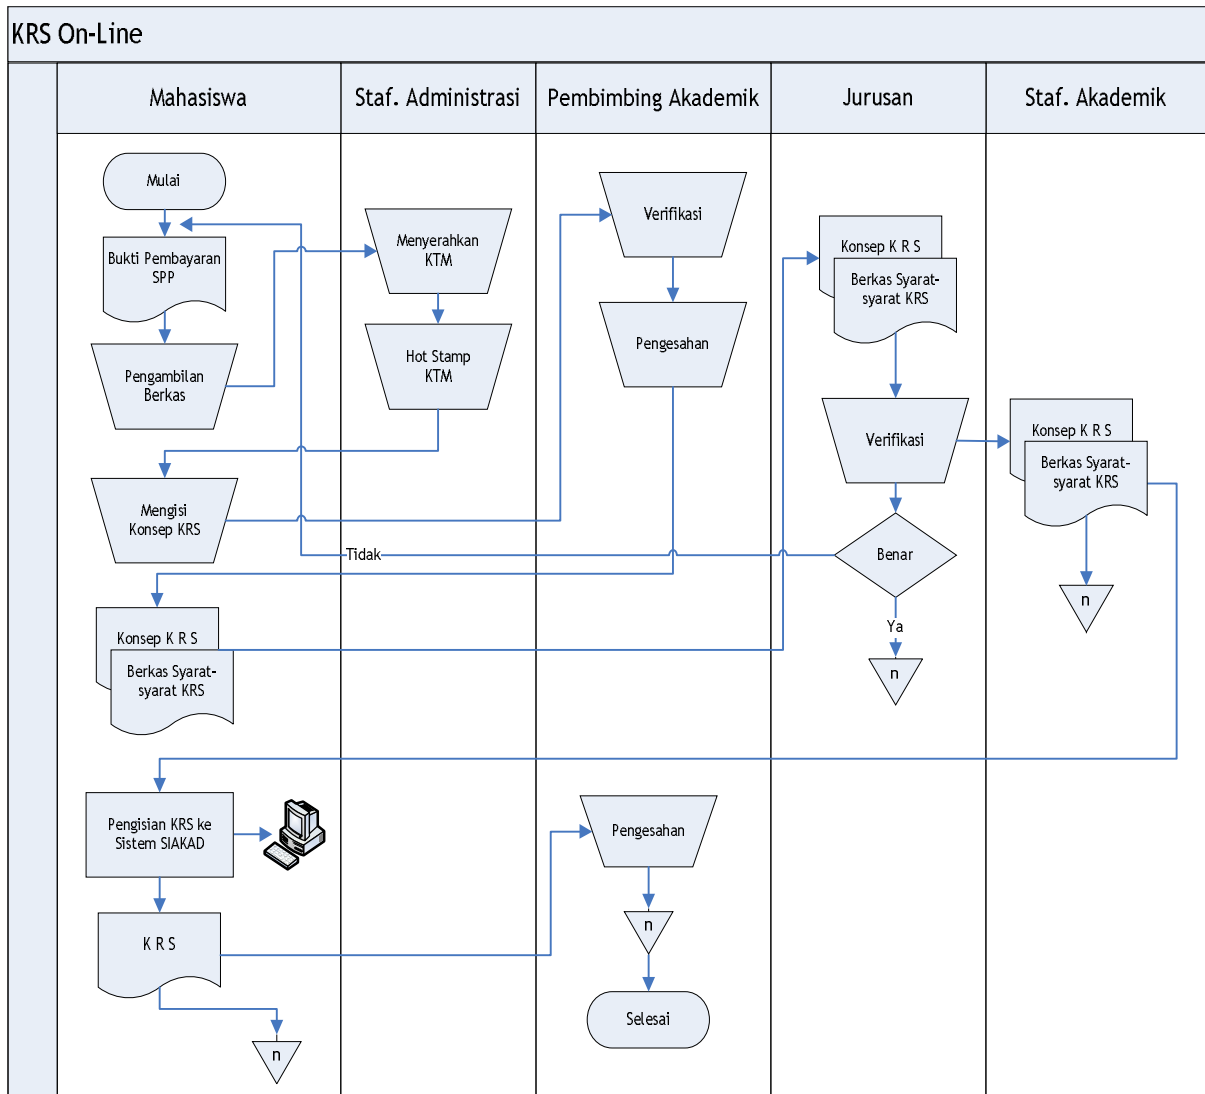 KRS On-Line
Mahasiswa
Staf. Administrasi
Pembimbing Akademik
Jurusan
Staf. Akademik
Mulai
Bukti Pembayaran
SPP
Pengambilan
Berkas
Menyerahkan
KTM
Hot Stamp
KTM
Mengisi
Konsep KRS
Verifikasi
Pengesahan
Konsep K R S
Berkas Syarat-
syarat KRS
Konsep K R S
Berkas Syarat-
syarat KRS
Verifikasi
Benar
Tidak
Ya
n
Konsep K R S
Berkas Syarat-
syarat KRS
n
Pengisian KRS ke
Sistem SIAKAD
K R S
n
Pengesahan
n
Selesai